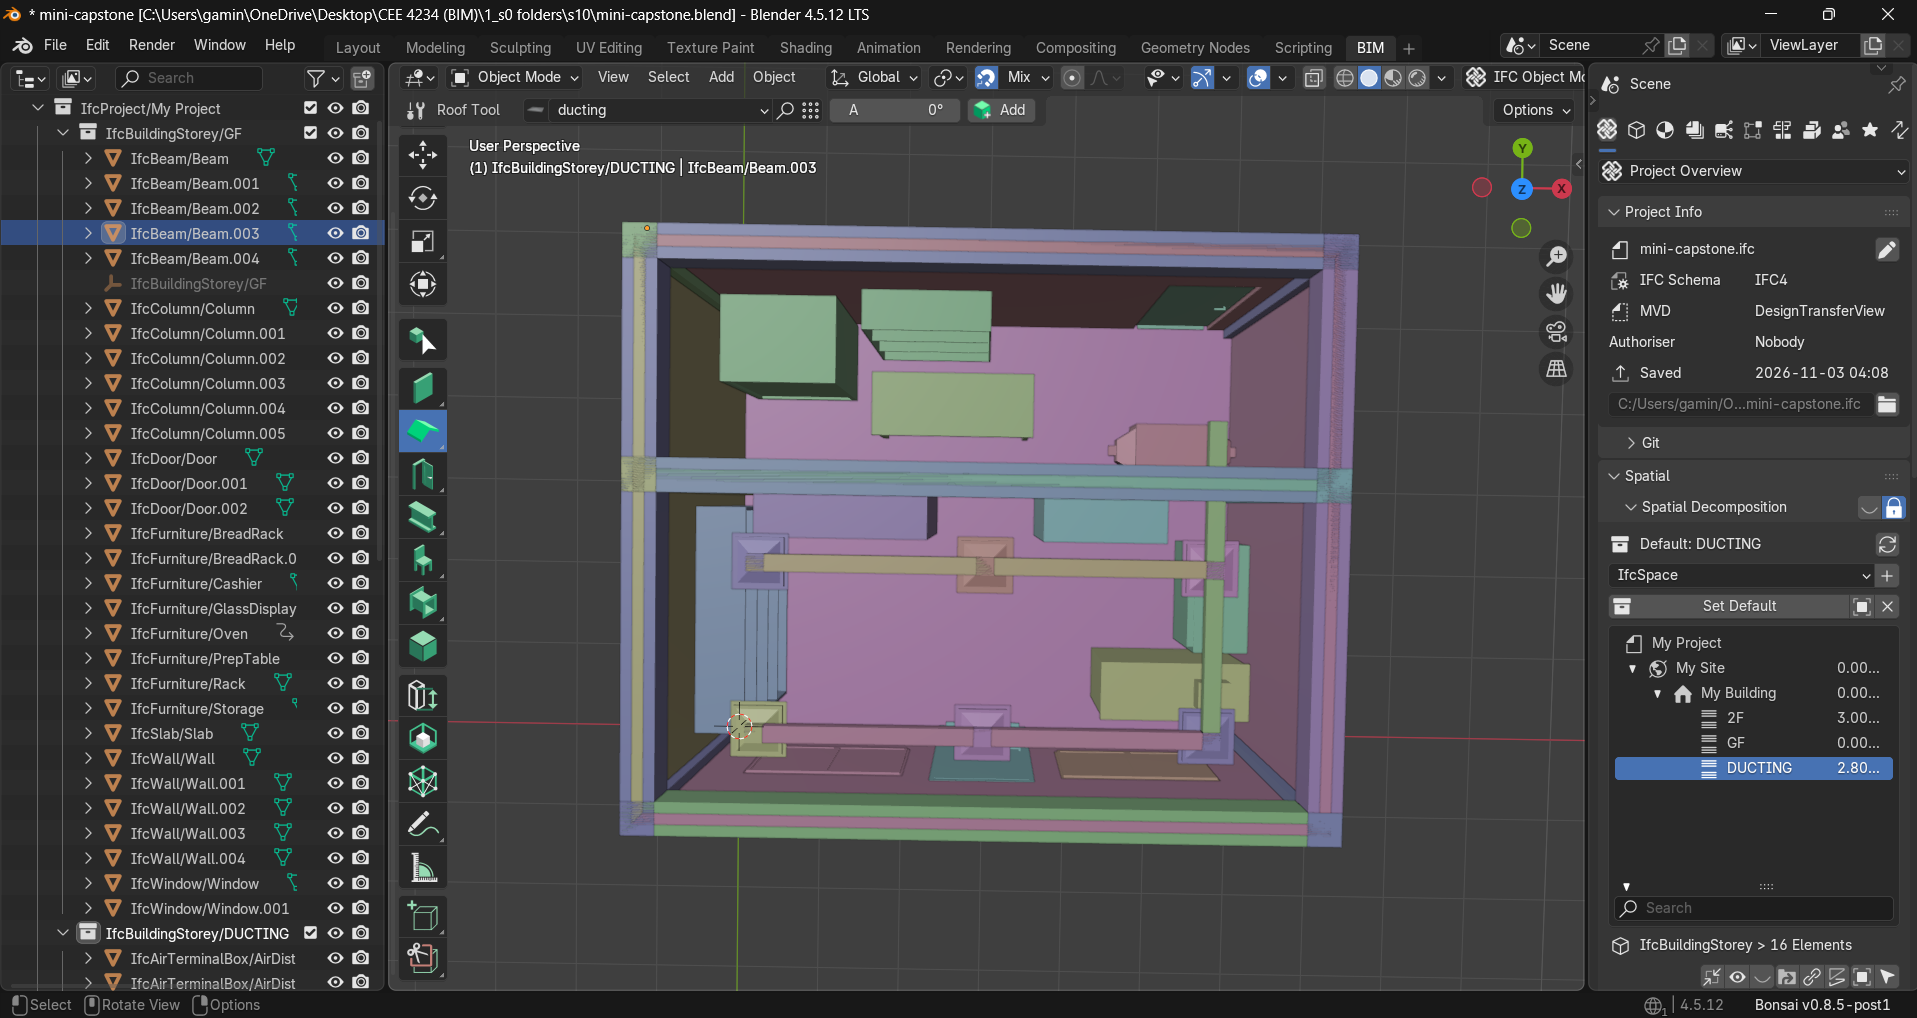 * mini-capstone [C:\Users\gamin\OneDrive\Desktop\CEE 4234 (BIM)\1_s0 folders\s10\mini-capstone.blend] - Blender 4.5.12 LTS
File Edit Render Window Help Layout Modeling Sculpting UV Editing Texture Paint Shading Animation Rendering Compositing Geometry Nodes Scripting BIM + Scene ViewLayer
Search Object Mode View Select Add Object Global Mix IFC Object Mo
Roof Tool ducting A 0° Add Options
User Perspective
(1) IfcBuildingStorey/DUCTING | IfcBeam/Beam.003
Y
Z
X
IfcProject/My Project
IfcBuildingStorey/GF
IfcBeam/Beam
IfcBeam/Beam.001
IfcBeam/Beam.002
IfcBeam/Beam.003
IfcBeam/Beam.004
IfcBuildingStorey/GF
IfcColumn/Column
IfcColumn/Column.001
IfcColumn/Column.002
IfcColumn/Column.003
IfcColumn/Column.004
IfcColumn/Column.005
IfcDoor/Door
IfcDoor/Door.001
IfcDoor/Door.002
IfcFurniture/BreadRack
IfcFurniture/BreadRack.0
IfcFurniture/Cashier
IfcFurniture/GlassDisplay
IfcFurniture/Oven
IfcFurniture/PrepTable
IfcFurniture/Rack
IfcFurniture/Storage
IfcSlab/Slab
IfcWall/Wall
IfcWall/Wall.001
IfcWall/Wall.002
IfcWall/Wall.003
IfcWall/Wall.004
IfcWindow/Window
IfcWindow/Window.001
IfcBuildingStorey/DUCTING
IfcAirTerminalBox/AirDist
IfcAirTerminalBox/AirDist
Scene
Project Overview
Project Info
mini-capstone.ifc
IFC Schema IFC4
MVD DesignTransferView
Authoriser Nobody
Saved 2026-11-03 04:08
C:/Users/gamin/O...mini-capstone.ifc
Git
Spatial
Spatial Decomposition
Default: DUCTING
IfcSpace
Set Default
My Project
My Site 0.00...
My Building 0.00...
2F 3.00...
GF 0.00...
DUCTING 2.80...
Search
IfcBuildingStorey > 16 Elements
Select Rotate View Options 1 4.5.12 Bonsai v0.8.5-post1